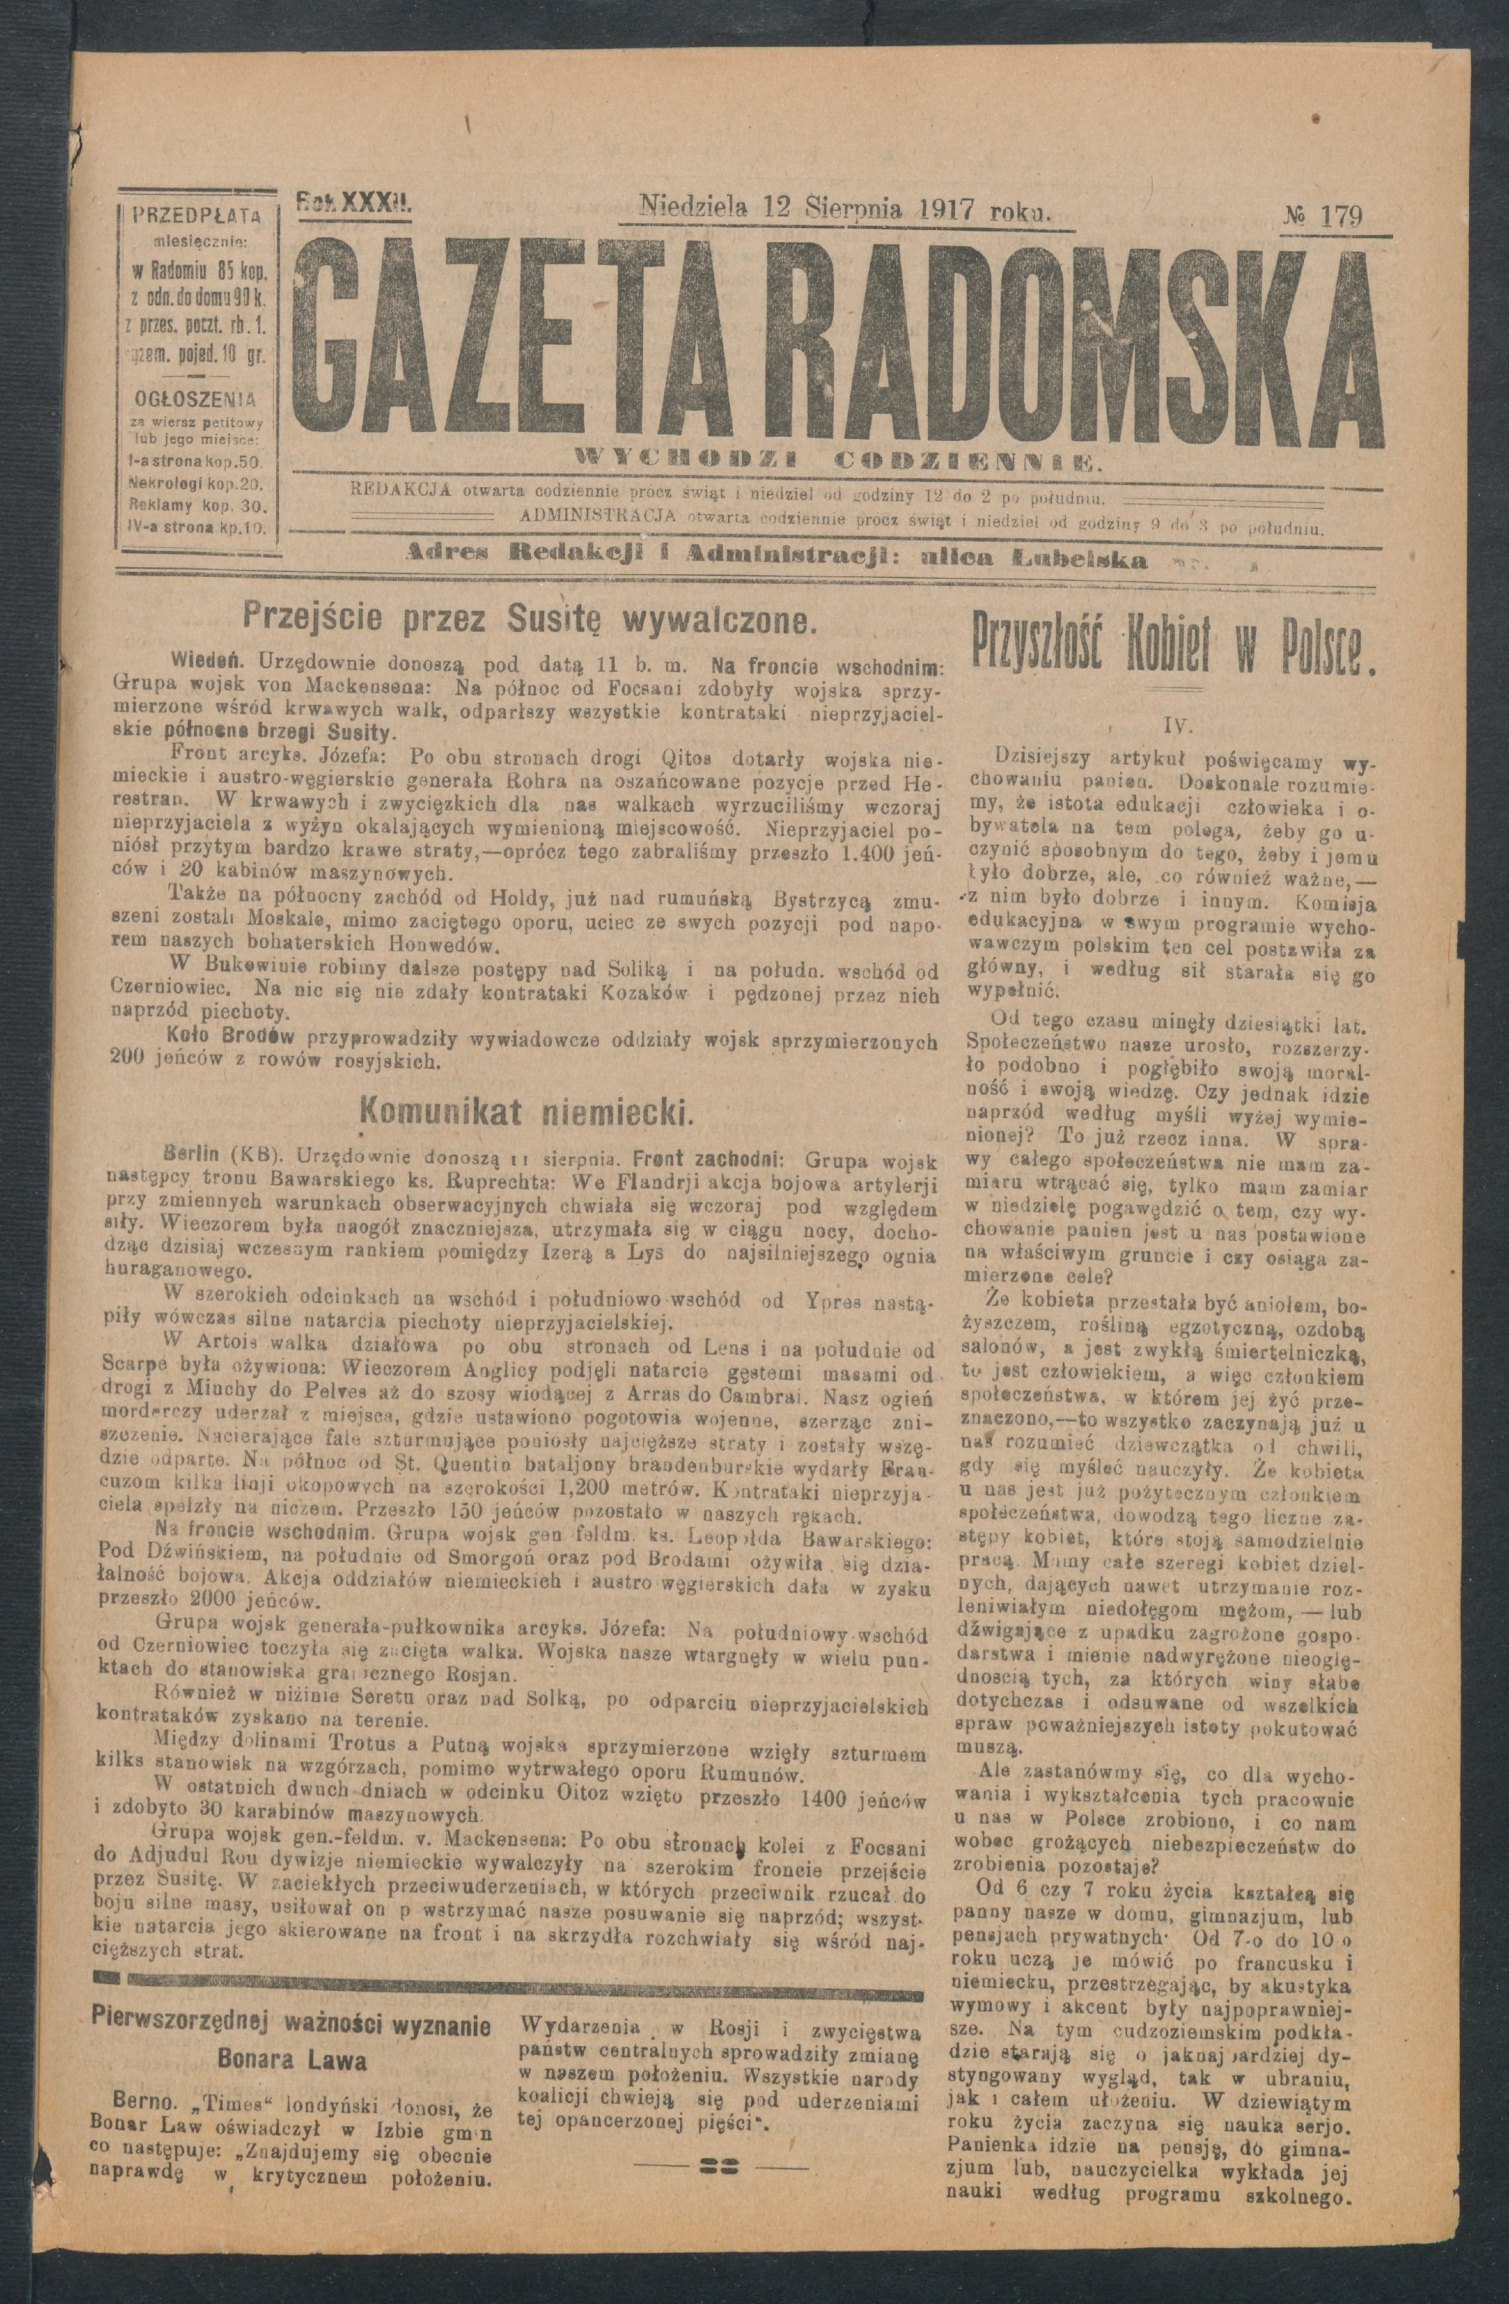 PRZEDPŁATA
miesięcznie:
w Radomiu 85 kop.
z odn. do domu 90 k.
z przes. poczt. rb. 1.
egzem. pojed. 10 gr.
OGŁOSZENIA
za wiersz petitowy
lub jego miejsce:
I-a strona kop. 50.
Nekrologi kop. 20.
Reklamy kop. 30.
IV-a strona kp. 10.
Rok XXXII.
Niedziela 12 Sierpnia 1917 roku.
№ 179
GAZETA RADOMSKA
WYCHODZI CODZIENNIE.
REDAKCJA otwarta codziennie prócz świąt i niedziel od godziny 12 do 2 po południu.
ADMINISTRACJA otwarta codziennie procz świąt i niedziel od godziny 9 do 3 po południu.
Adres Redakcji i Administracji: ulica Lubelska
Przejście przez Susitę wywalczone.
Wiedeń. Urzędownie donoszą pod datą 11 b. m. Na froncie wschodnim:
Grupa wojsk von Mackensena: Na północ od Focsani zdobyły wojska sprzy-
mierzone wśród krwawych walk, odparłszy wszystkie kontrataki nieprzyjaciel-
skie północne brzegi Susity.
Front arcyks. Józefa: Po obu stronach drogi Qitos dotarły wojska nie-
mieckie i austro-węgierskie generała Rohra na oszańcowane pozycje przed He-
restran. W krwawych i zwycięzkich dla nas walkach wyrzuciliśmy wczoraj
nieprzyjaciela z wyżyn okalających wymienioną miejscowość. Nieprzyjaciel po-
niósł przytym bardzo krawe straty,—oprócz tego zabraliśmy przeszło 1.400 jeń-
ców i 20 kabinów maszynowych.
Także na północny zachód od Holdy, już nad rumuńską Bystrzycą zmu-
szeni zostali Moskale, mimo zaciętego oporu, uciec ze swych pozycji pod napo-
rem naszych bohaterskich Honwedów.
W Bukowinie robimy dalsze postępy nad Soliką i na połudn. wschód od
Czerniowiec. Na nic się nie zdały kontrataki Kozaków i pędzonej przez nich
naprzód piechoty.
Koło Brodów przyprowadziły wywiadowcze oddziały wojsk sprzymierzonych
200 jeńców z rowów rosyjskich.
Komunikat niemiecki.
Berlin (KB). Urzędownie donoszą 11 sierpnia. Front zachodni: Grupa wojsk
następcy tronu Bawarskiego ks. Ruprechta: We Flandrji akcja bojowa artylerji
przy zmiennych warunkach obserwacyjnych chwiała się wczoraj pod względem
siły. Wieczorem była naogół znaczniejsza, utrzymała się w ciągu nocy, docho-
dząc dzisiaj wczesnym rankiem pomiędzy Izerą a Lys do najsilniejszego ognia
huraganowego.
W szerokich odcinkach na wschód i południowo-wschód od Ypres nastą-
piły wówczas silne natarcia piechoty nieprzyjacielskiej.
W Artois walka działowa po obu stronach od Lens i na południe od
Scarpe była ożywiona: Wieczorem Anglicy podjęli natarcie gęstemi masami od
drogi z Miuchy do Pelves aż do szosy wiodącej z Arras do Cambrai. Nasz ogień
morderczy uderzał z miejsca, gdzie ustawiono pogotowia wojenne, szerząc zni-
szczenie. Nacierające fale szturmujące poniosły najcięższe straty i zostały wszę-
dzie odparte. Na północ od St. Quentin bataljony brandenburskie wydarły Fran-
cuzom kilka linji okopowych na szerokości 1,200 metrów. Kontrataki nieprzyja-
ciela spełzły na niczem. Przeszło 150 jeńców pozostało w naszych rękach.
Na froncie wschodnim. Grupa wojsk gen feldm. ks. Leopolda Bawarskiego:
Pod Dźwińskiem, na południe od Smorgoń oraz pod Brodami ożywiła się dzia-
łalność bojowa. Akcja oddziałów niemieckich i austro węgierskich dała w zysku
przeszło 2000 jeńców.
Grupa wojsk generała-pułkownika arcyks. Józefa: Na południowy-wschód
od Czerniowiec toczyła się zacięta walka. Wojska nasze wtargnęły w wielu pun-
ktach do stanowiska granicznego Rosjan.
Również w niżinie Seretu oraz nad Solką, po odparciu nieprzyjacielskich
kontrataków zyskano na terenie.
Między dolinami Trotus a Putną wojska sprzymierzone wzięły szturmem
kilks stanowisk na wzgórzach, pomimo wytrwałego oporu Rumunów.
W ostatnich dwuch dniach w odcinku Oitoz wzięto przeszło 1400 jeńców
i zdobyto 30 karabinów maszynowych.
Grupa wojsk gen.-feldm. v. Mackensena: Po obu stronach kolei z Focsani
do Adjudul Rou dywizje niemieckie wywalczyły na szerokim froncie przejście
przez Susitę. W zaciekłych przeciwuderzeniach, w których przeciwnik rzucał do
boju silne masy, usiłował on p wstrzymać nasze posuwanie się naprzód; wszyst-
kie natarcia jego skierowane na front i na skrzydła rozchwiały się wśród naj-
cięższych strat.
Pierwszorzędnej ważności wyznanie
Bonara Lawa
Berno. „Times“ londyński donosi, że
Bonar Law oświadczył w Izbie gmin
co następuje: „Znajdujemy się obecnie
naprawdę w krytycznem położeniu.
Wydarzenia w Rosji i zwycięstwa
państw centralnych sprowadziły zmianę
w naszem położeniu. Wszystkie narody
koalicji chwieją się pod uderzeniami
tej opancerzonej pięści“.
Przyszłość Kobiet w Polsce.
IV.
Dzisiejszy artykuł poświęcamy wy-
chowaniu panien. Doskonale rozumie-
my, że istota edukacji człowieka i o-
bywatela na tem polega, żeby go u-
czynić sposobnym do tego, żeby i jemu
było dobrze, ale, co również ważne,—
z nim było dobrze i innym. Komisja
edukacyjna w swym programie wycho-
wawczym polskim ten cel postawiła za
główny, i według sił starała się go
wypełnić.
Od tego czasu minęły dziesiątki lat.
Społeczeństwo nasze urosło, rozszerzy-
ło podobno i pogłębiło swoją moral-
ność i swoją wiedzę. Czy jednak idzie
naprzód według myśli wyżej wymie-
nionej? To już rzecz inna. W spra-
wy całego społeczeństwa nie mam za-
miaru wtrącać się, tylko mam zamiar
w niedzielę pogawędzić o tem, czy wy-
chowanie panien jest u nas postawione
na właściwym gruncie i czy osiąga za-
mierzone cele?
Że kobieta przestała być aniołem, bo-
żyszczem, rośliną egzotyczną, ozdobą
salonów, a jest zwykłą śmiertelniczką,
to jest człowiekiem, a więc członkiem
społeczeństwa, w którem jej żyć prze-
znaczono,—to wszystko zaczynają już u
nas rozumieć dziewczątka od chwili,
gdy się myśleć nauczyły. Że kobieta
u nas jest już pożytecznym członkiem
społeczeństwa, dowodzą tego liczne za-
stępy kobiet, które stoją samodzielnie
pracą. Mamy całe szeregi kobiet dziel-
nych, dających nawet utrzymanie roz-
leniwiałym niedołęgom mężom, — lub
dźwigające z upadku zagrożone gospo-
darstwa i mienie nadwyrężone nieoglę-
dnoscią tych, za których winy słabe
dotychczas i odsuwane od wszelkich
spraw poważniejszych istoty pokutować
muszą.
Ale zastanówmy się, co dla wycho-
wania i wykształcenia tych pracownic
u nas w Polsce zrobiono, i co nam
wobec grożących niebezpieczeństw do
zrobienia pozostaje?
Od 6 czy 7 roku życia kształcą się
panny nasze w domu, gimnazjum, lub
pensjach prywatnych. Od 7-o do 10 o
roku uczą je mówić po francusku i
niemiecku, przestrzegając, by akustyka
wymowy i akcent były najpoprawniej-
sze. Na tym cudzoziemskim podkła-
dzie starają się o jaknajbardziej dy-
styngowany wygląd, tak w ubraniu,
jak i całem ułożeniu. W dziewiątym
roku życia zaczyna się nauka serjo.
Panienka idzie na pensję, do gimna-
zjum lub, nauczycielka wykłada jej
nauki według programu szkolnego.